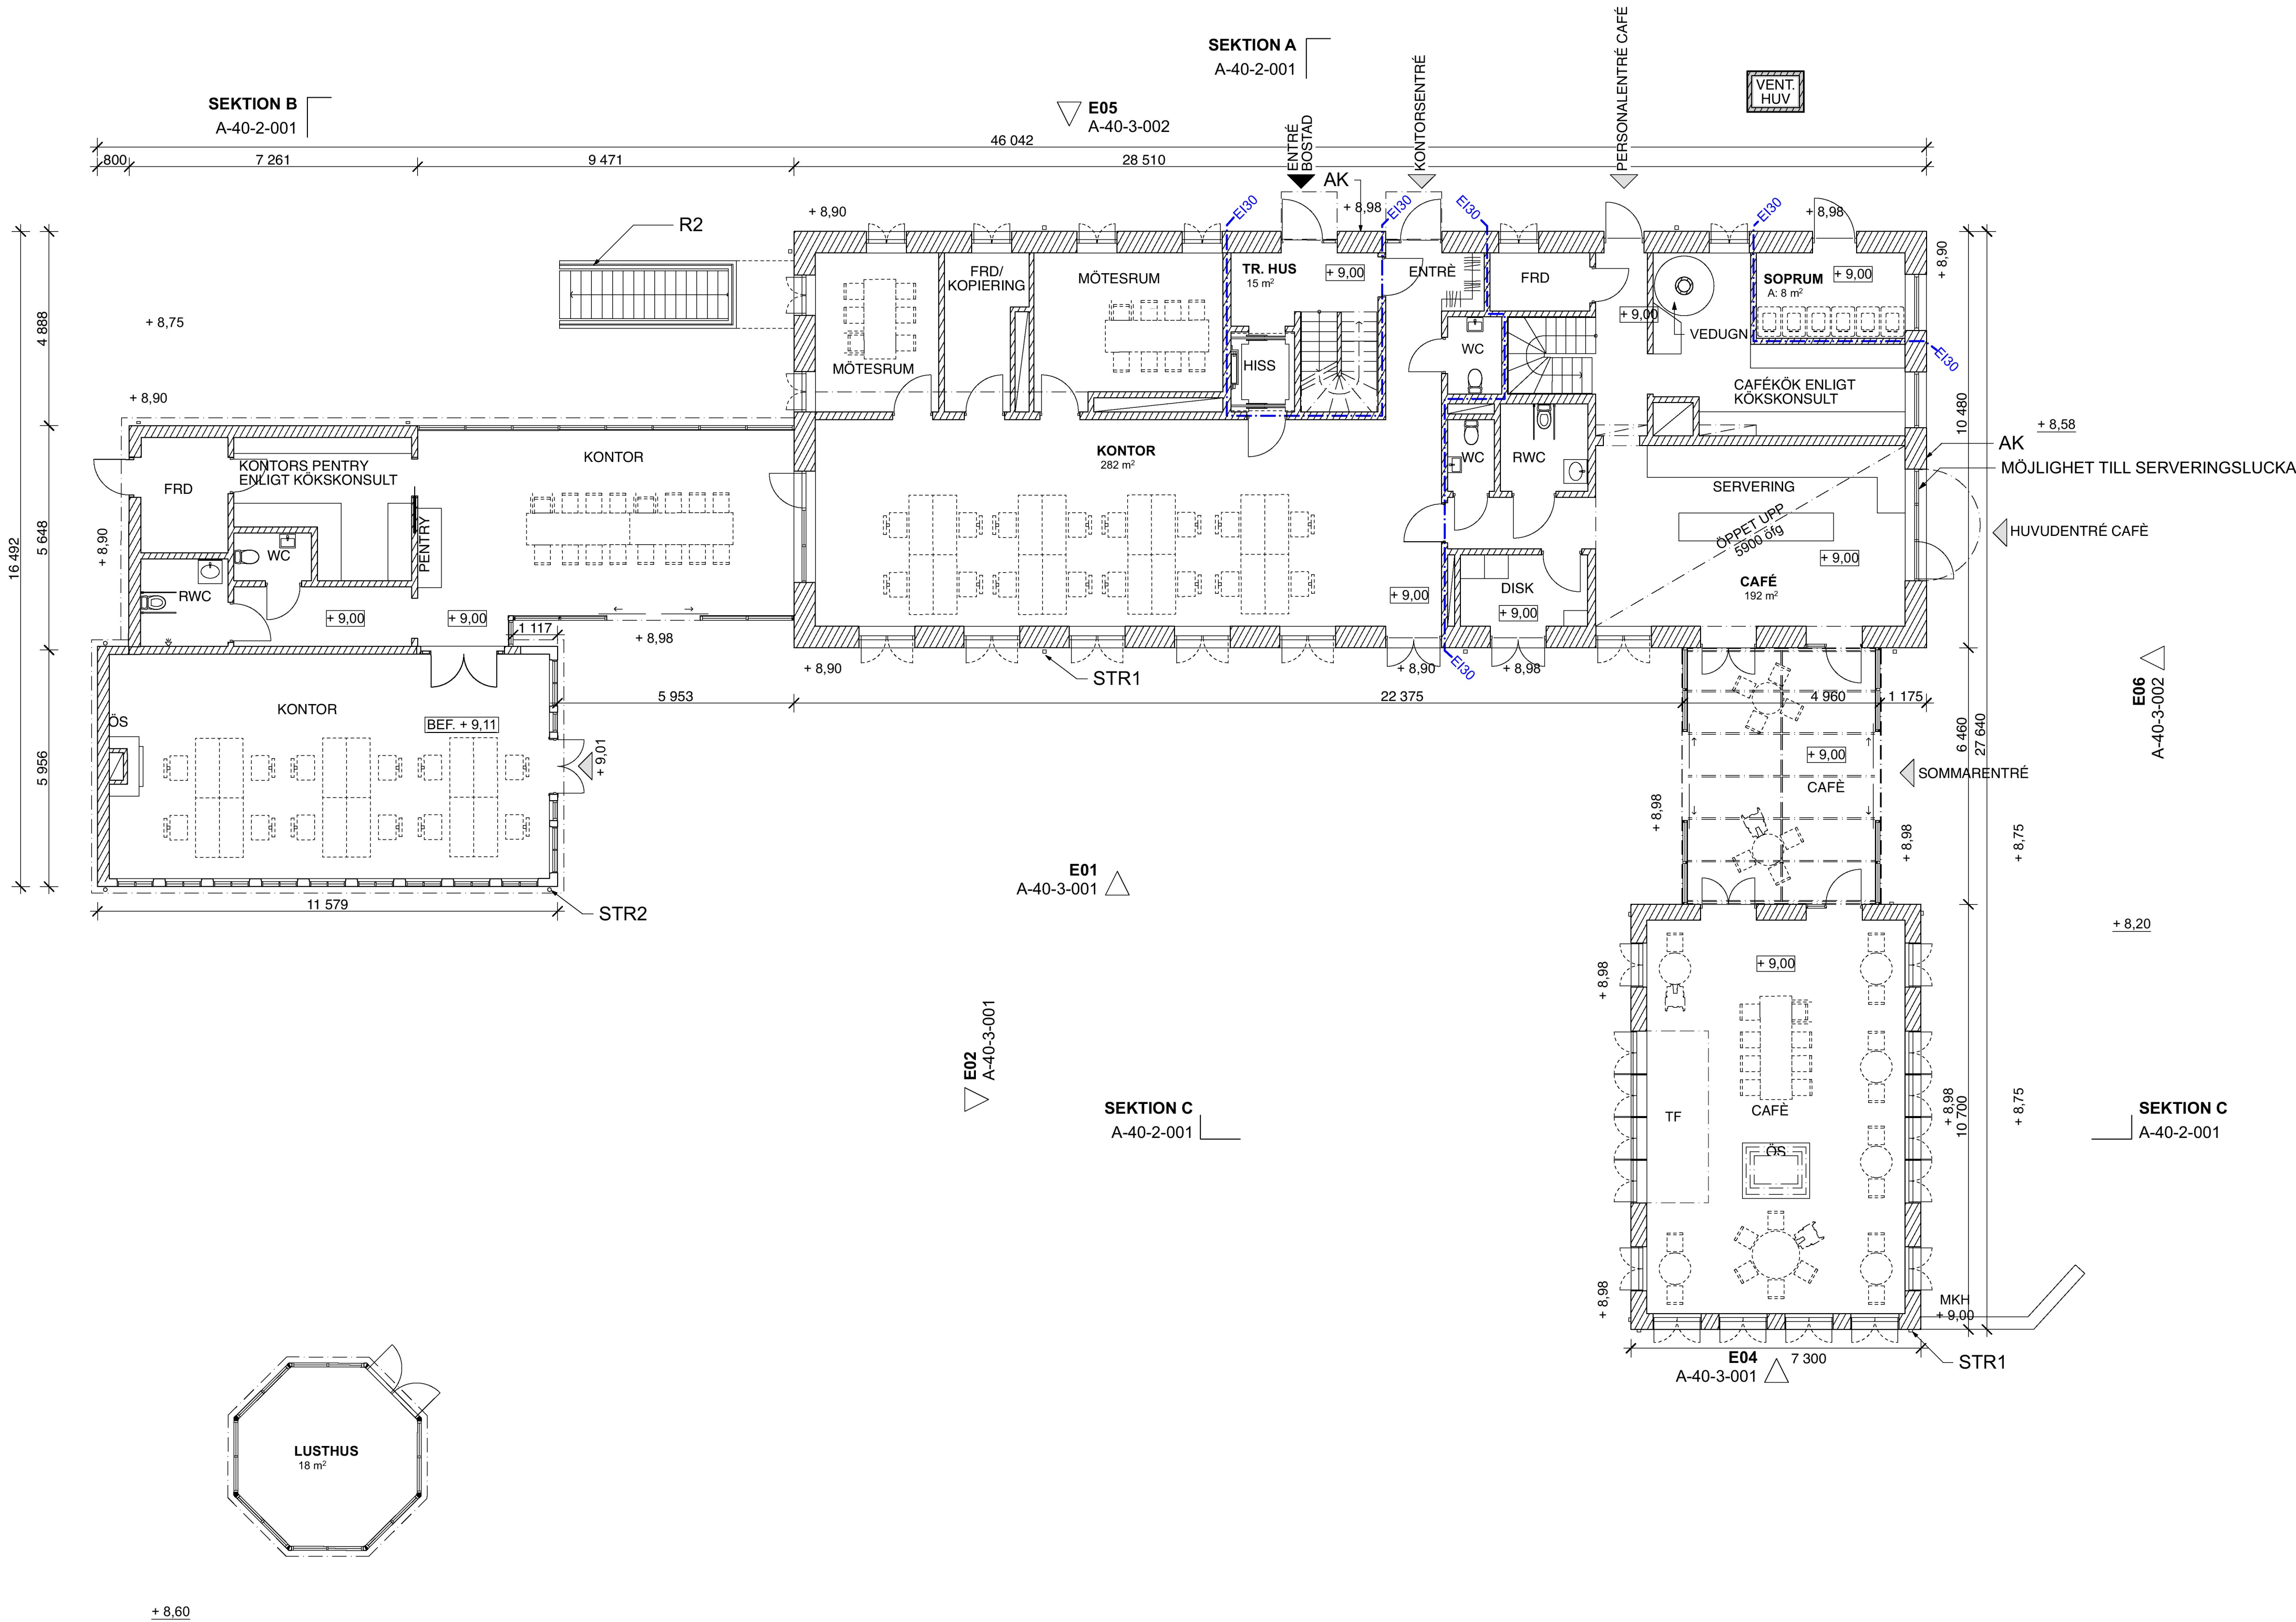 PERSONALENTRÉ CAFÉ
SEKTION A
A-40-2-001
KONTORSENTRÉ
VENT.
HUV
SEKTION B
A-40-2-001
E05
A-40-3-002
ENTRÉ
BOSTAD
46 042
800
7 261
9 471
28 510
AK
+ 8,90
+ 8,98
EI30
EI30
EI30
EI30
+ 8,98
R2
+ 8,90
FRD/
KOPIERING
MÖTESRUM
TR. HUS
15 m²
+ 9,00
ENTRÈ
FRD
SOPRUM
A: 8 m²
+ 9,00
+ 8,75
4 888
+ 9,00
VEDUGN
MÖTESRUM
HISS
WC
EI30
CAFÉKÖK ENLIGT
KÖKSKONSULT
+ 8,90
10 480
+ 8,58
AK
KONTOR
KONTOR
282 m²
WC
RWC
MÖJLIGHET TILL SERVERINGSLUCKA
KONTORS PENTRY
ENLIGT KÖKSKONSULT
FRD
SERVERING
ÖPPET UPP
5900 öfg
HUVUDENTRÉ CAFÈ
16 492
5 648
+ 8,90
WC
PENTRY
+ 9,00
CAFÉ
192 m²
RWC
DISK
+ 9,00
+ 9,00
+ 9,00
+ 9,00
1 117
+ 8,98
+ 8,90
+ 8,90
EI30
+ 8,98
STR1
E06
A-40-3-002
5 953
22 375
4 960
1 175
KONTOR
ÖS
BEF. + 9,11
+ 9,01
5 956
6 460
27 640
+ 9,00
CAFÈ
SOMMARENTRÉ
+ 8,98
+ 8,98
+ 8,75
E01
A-40-3-001
11 579
STR2
+ 8,20
+ 9,00
+ 8,98
E02
A-40-3-001
SEKTION C
A-40-2-001
TF
CAFÈ
+ 8,98
10 700
+ 8,75
SEKTION C
A-40-2-001
ÖS
+ 8,98
MKH
+ 9,00
E04
A-40-3-001
7 300
STR1
LUSTHUS
18 m²
+ 8,60